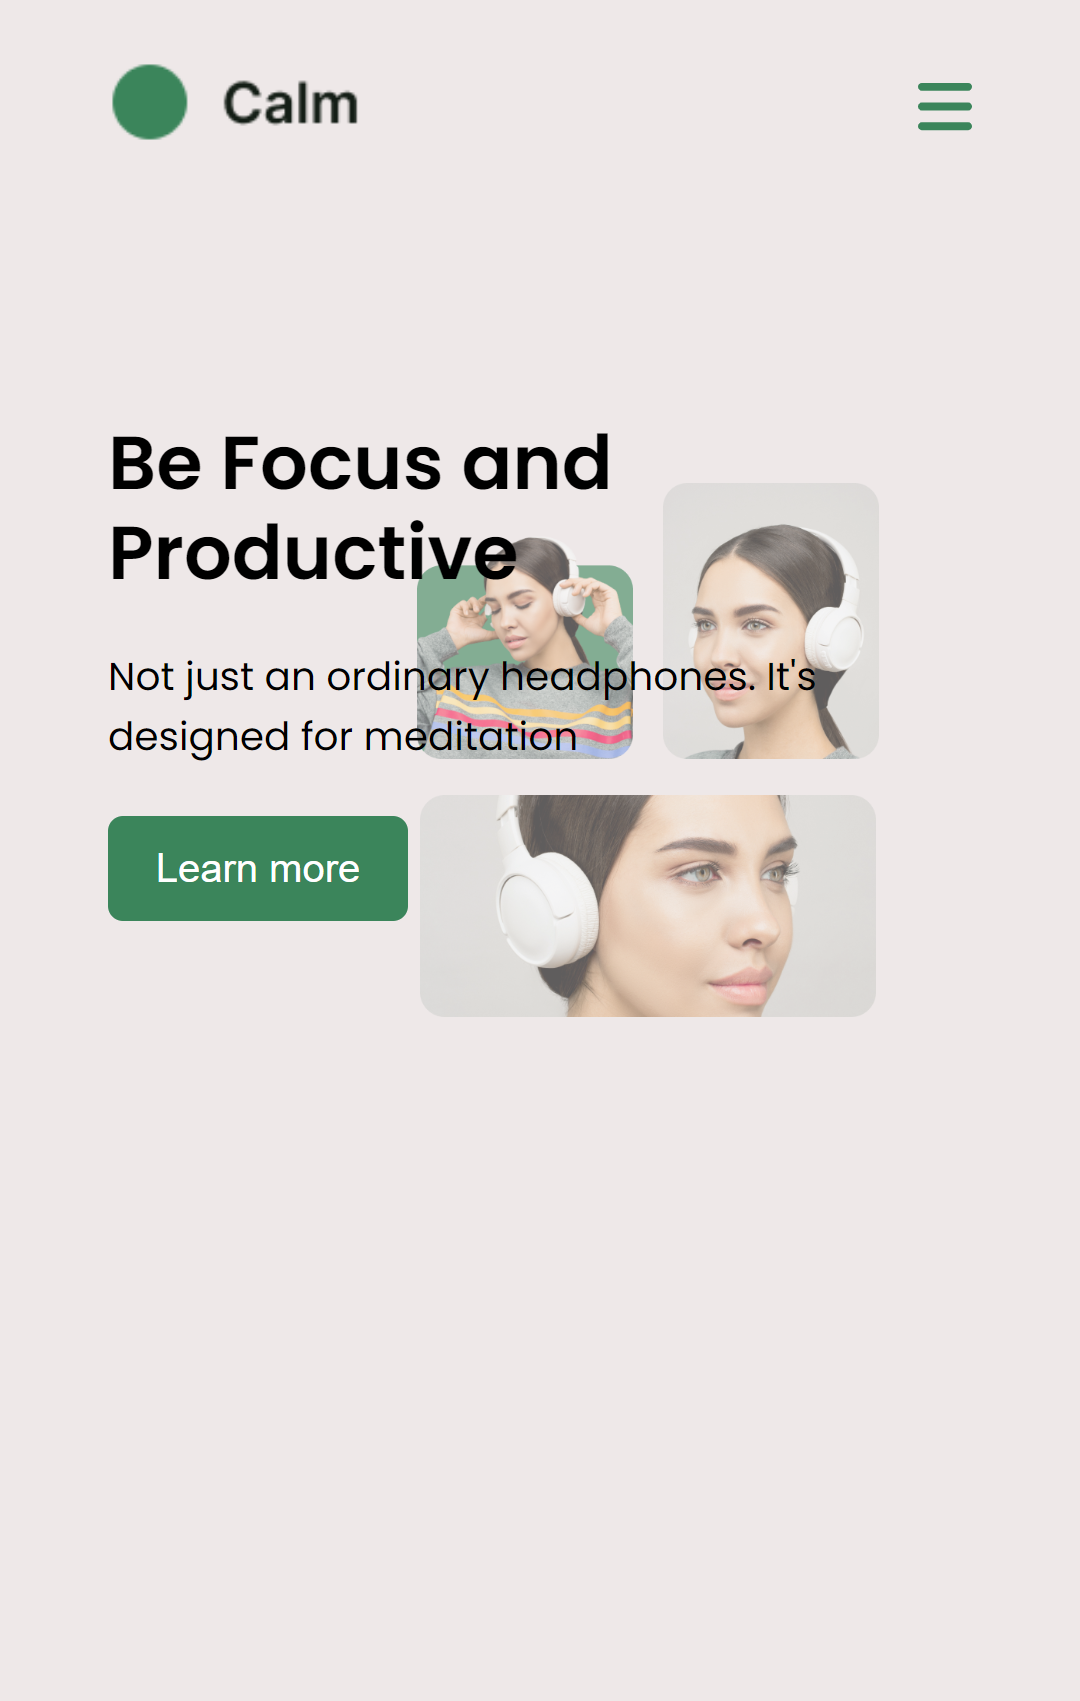 Calm
Be Focus and
Productive
Not just an ordinary headphones. It's
designed for meditation
Learn more